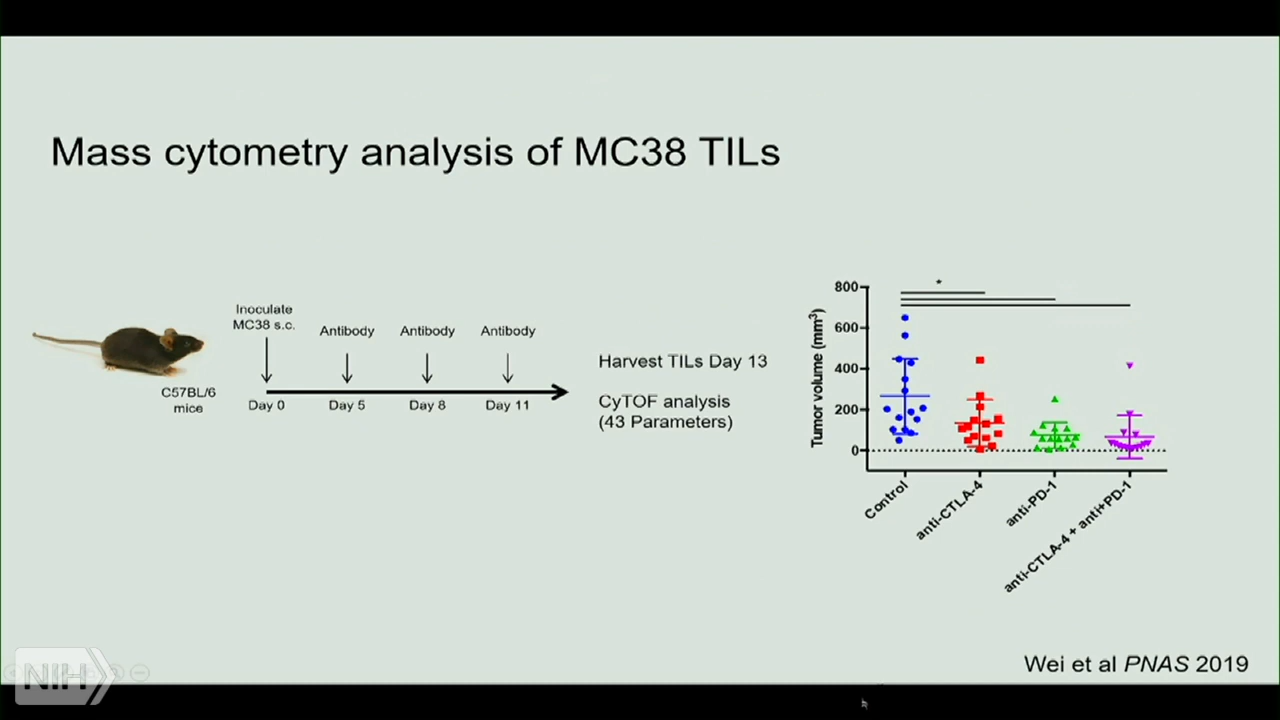 Mass cytometry analysis of MC38 TILs
Inoculate
MC38 s.c.
Antibody
Antibody
Antibody
C57BL/6
mice
Day 0
Day 5
Day 8
Day 11
Harvest TILs Day 13
CyTOF analysis
(43 Parameters)
*
800
600
400
200
0
Tumor volume (mm³)
Control
anti-CTLA-4
anti-PD-1
anti-CTLA-4 + anti+PD-1
Wei et al PNAS 2019
NIH